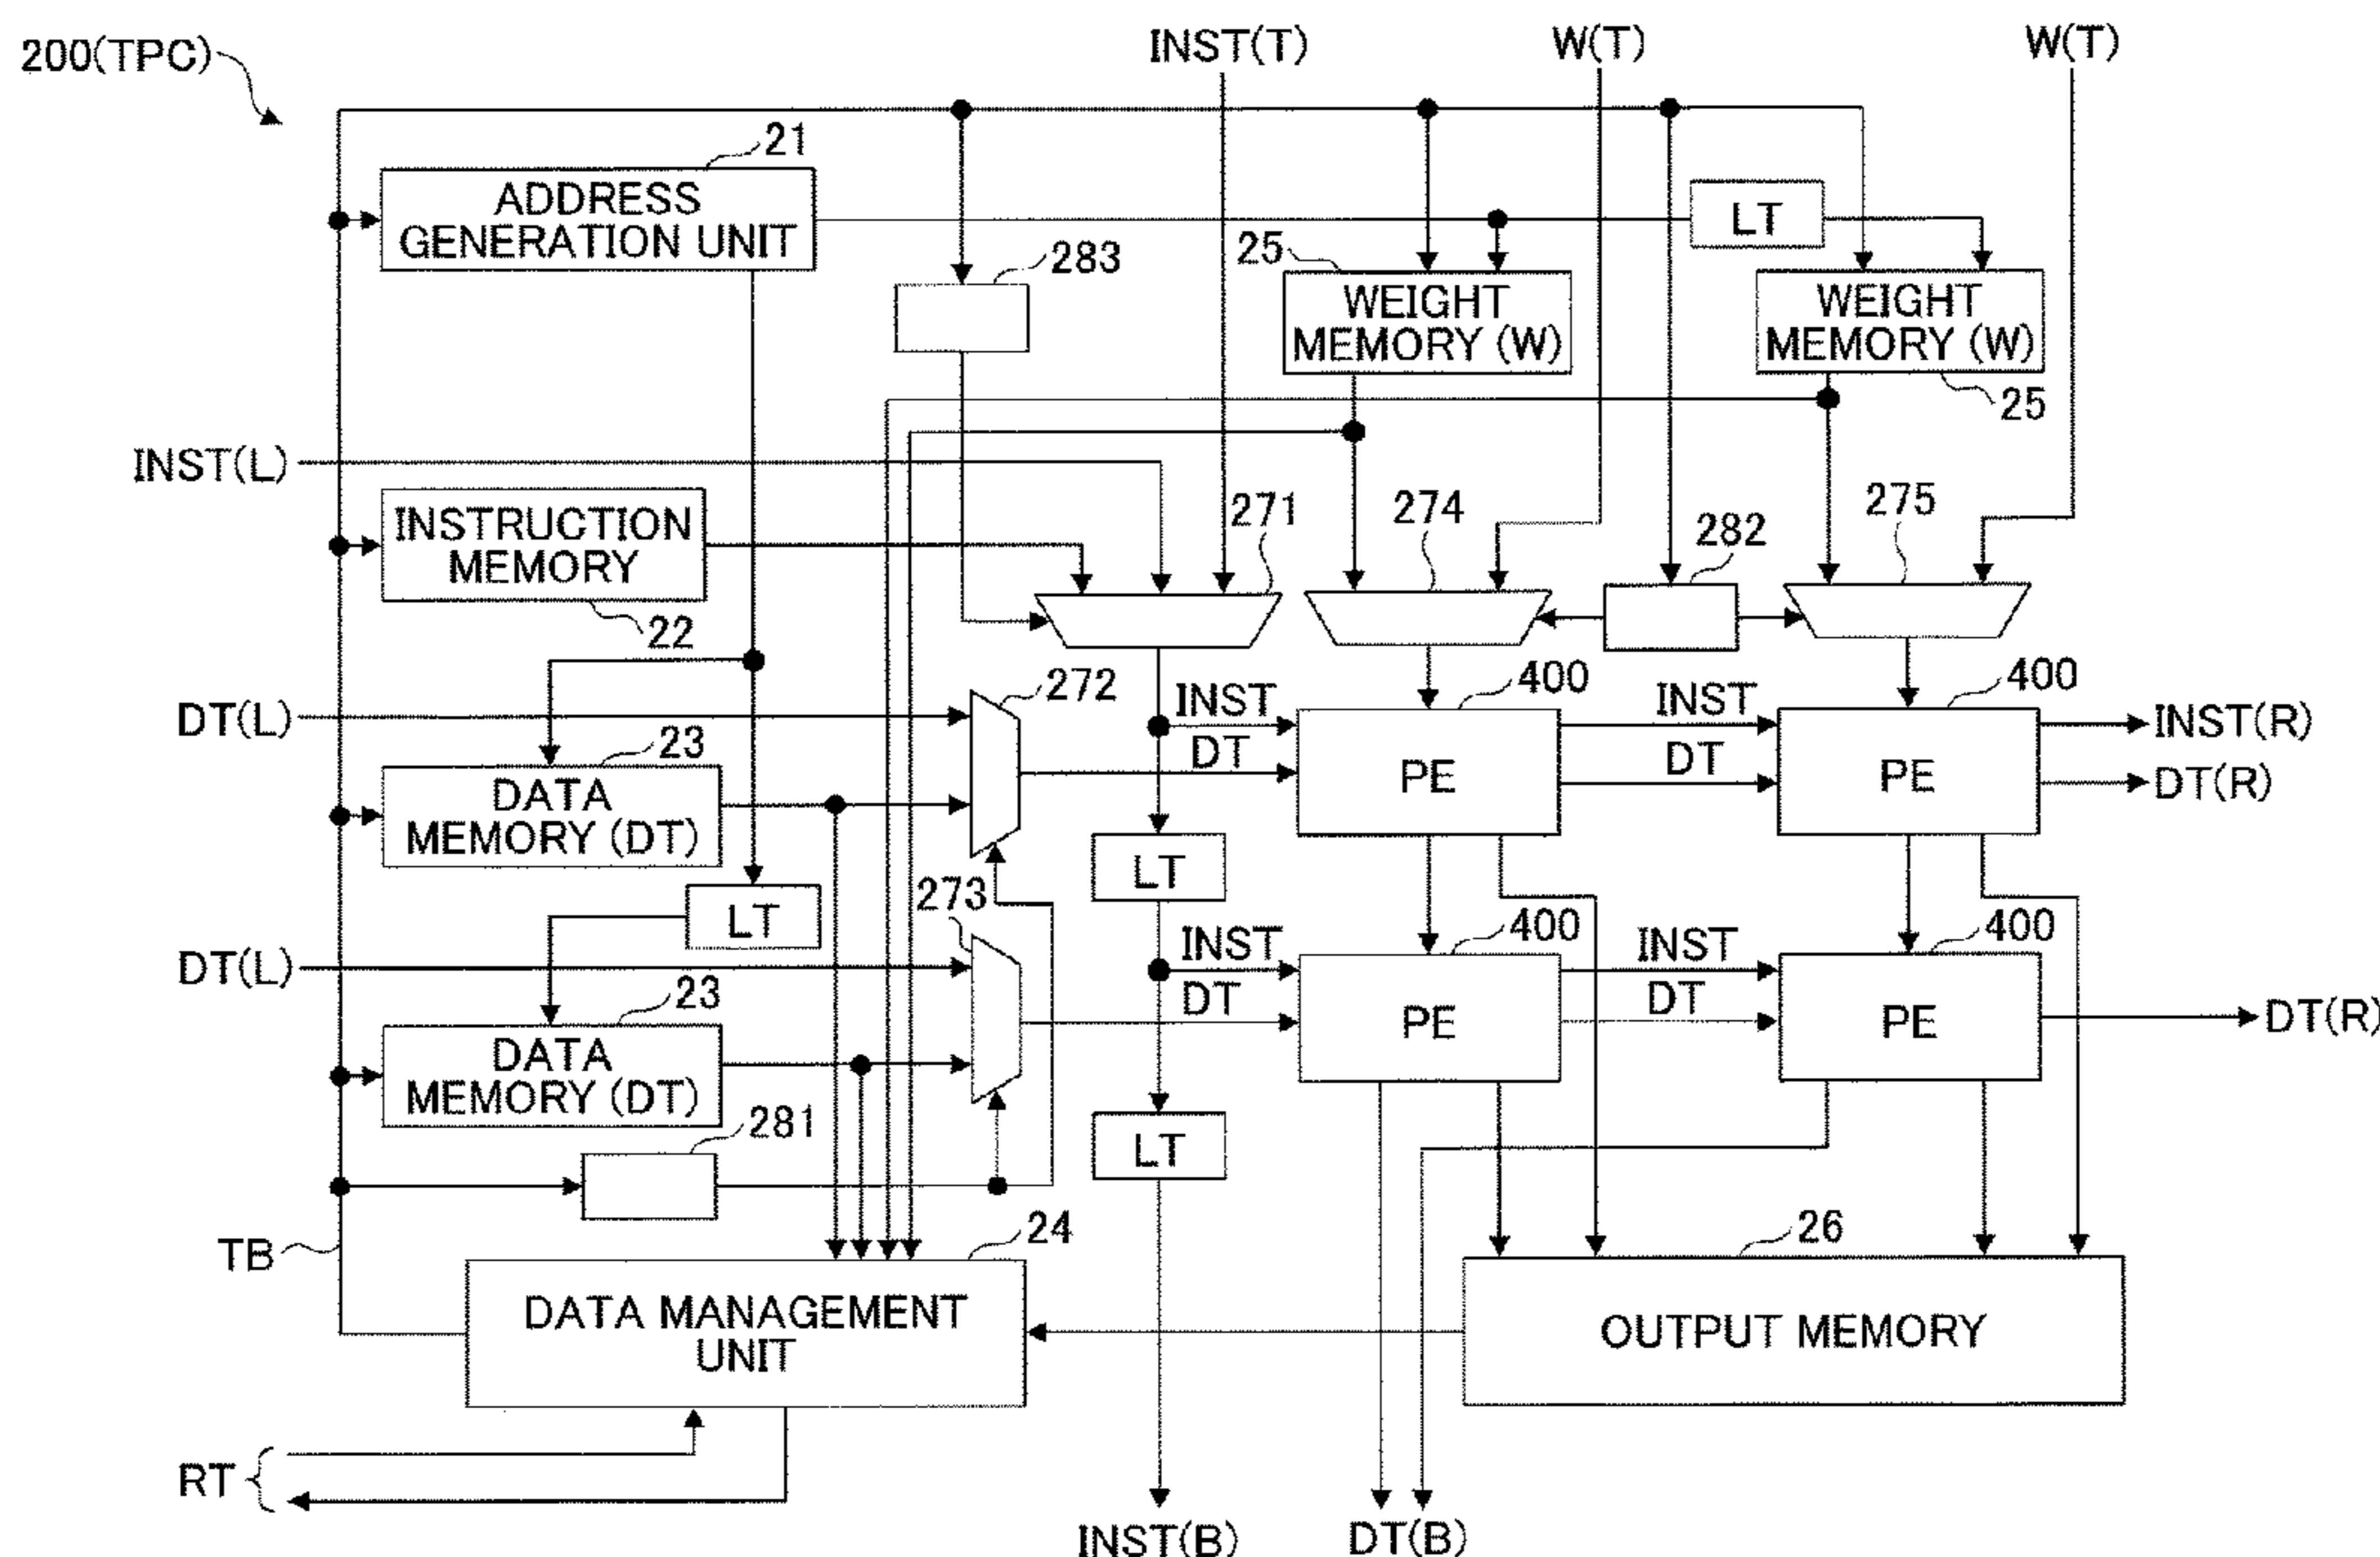 200(TPC)
INST(T)
W(T)
W(T)
21
ADDRESS
GENERATION UNIT
LT
283
25
WEIGHT
MEMORY (W)
WEIGHT
MEMORY (W)
25
INST(L)
INSTRUCTION
MEMORY
22
271
274
282
275
DT(L)
272
INST
DT
400
PE
INST
DT
400
PE
INST(R)
DT(R)
23
DATA
MEMORY (DT)
LT
LT
273
DT(L)
INST
DT
400
PE
INST
DT
400
PE
DT(R)
23
DATA
MEMORY (DT)
281
LT
TB
24
DATA MANAGEMENT
UNIT
26
OUTPUT MEMORY
RT
INST(B)
DT(B)